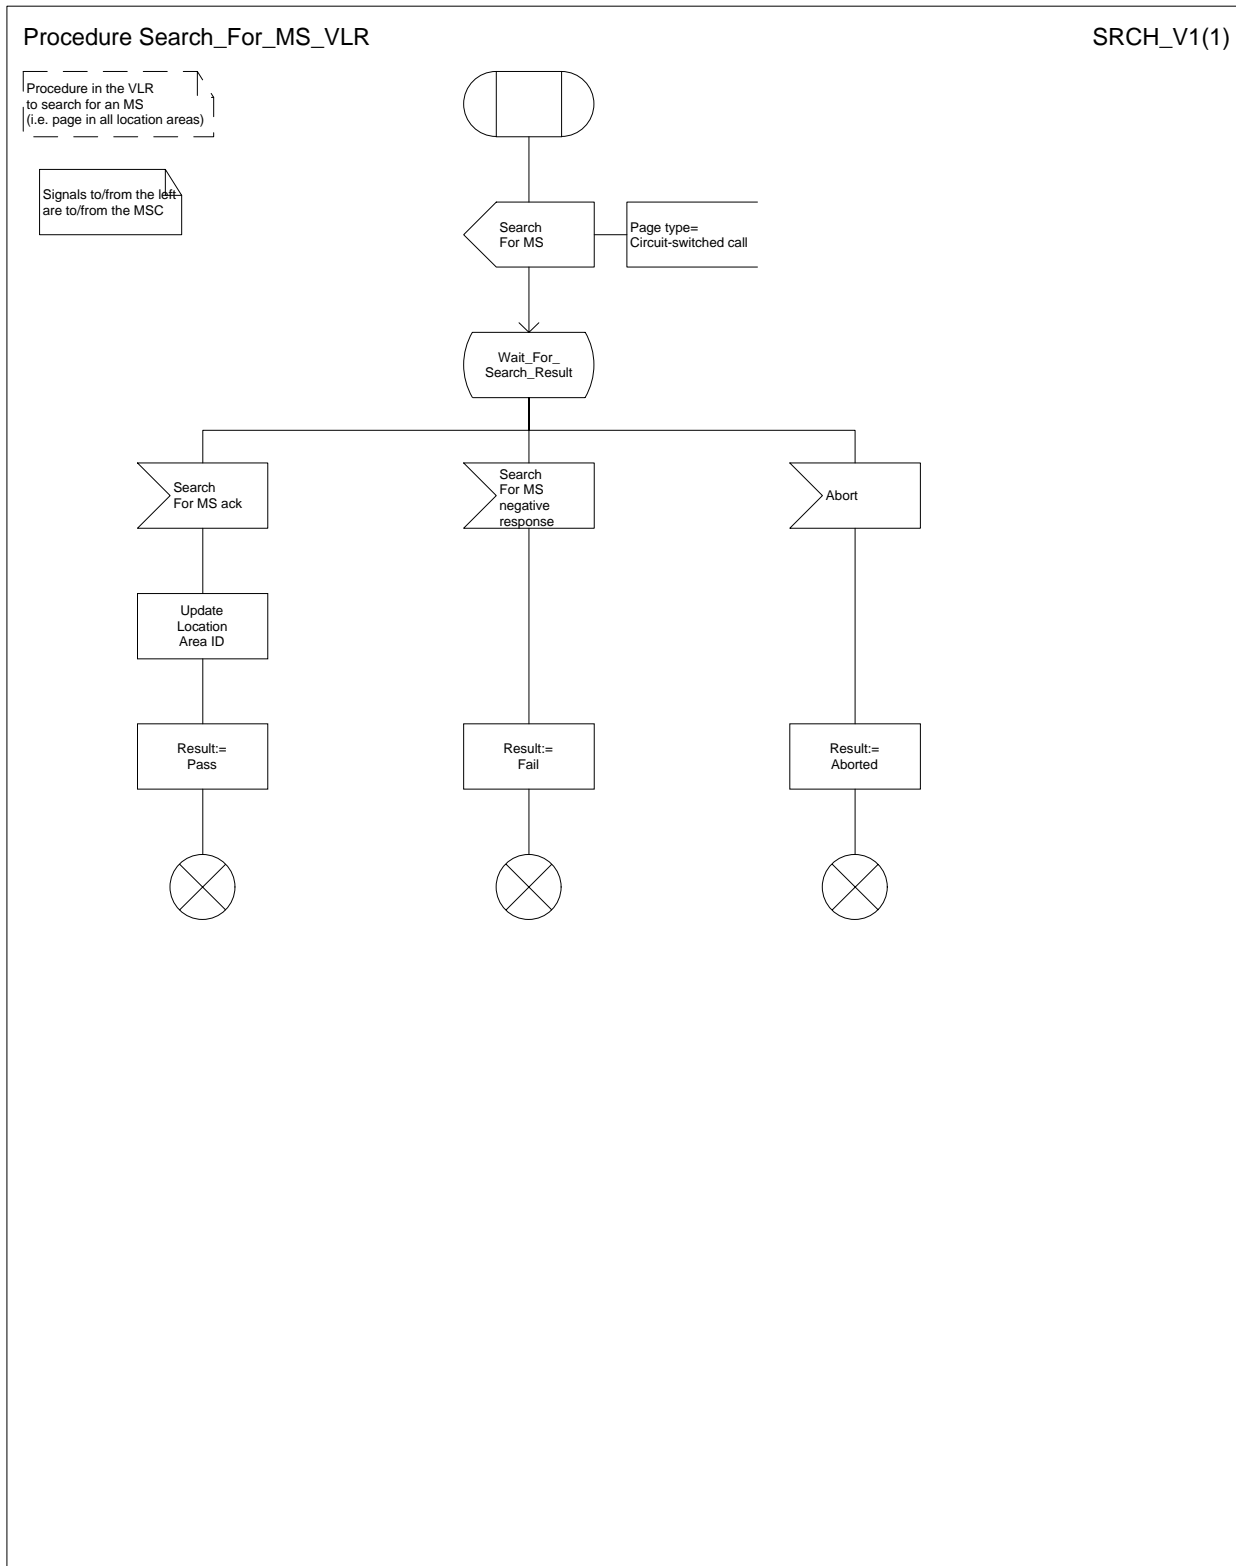 Procedure Search_For_MS_VLR
SRCH_V1(1)
Procedure in the VLR
to search for an MS
(i.e. page in all location areas)
Signals to/from the left
are to/from the MSC
Search
For MS
Page type=
Circuit-switched call
Wait_For_
Search_Result
Search
For MS ack
Search
For MS
negative
response
Abort
Update
Location
Area ID
Result:=
Pass
Result:=
Fail
Result:=
Aborted